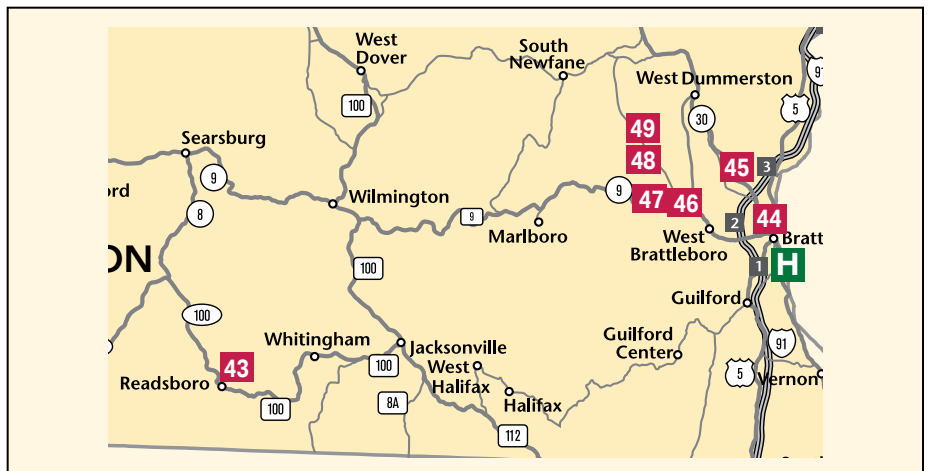 West
Dover
South
Newfane
91
West Dummerston
5
100
30
49
Searsburg
48
45
3
9
ord
9
47
46
Wilmington
8
9
44
2
Marlboro
West
Brattleboro
Bratt
ON
100
1
H
Guilford
100
Whitingham
Guilford
Center
91
43
Jacksonville
100
West
Halifax
5
Vernon
Readsboro
100
8A
Halifax
112